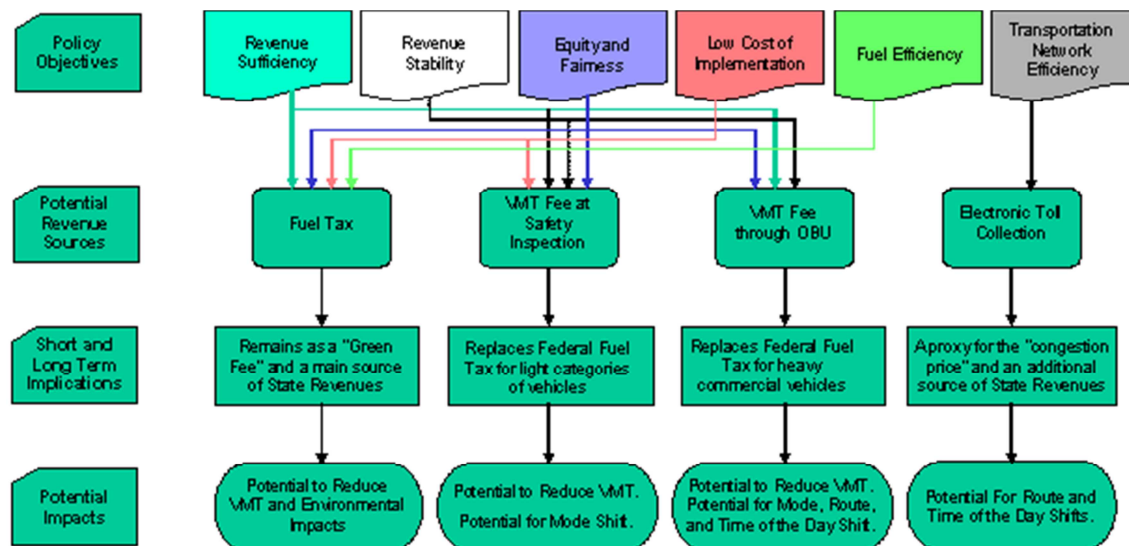 Policy
Objectives
Revenue
Sufficiency
Revenue
Stability
Equity and
Fairness
Low Cost of
Implementation
Fuel Efficiency
Transportation
Network
Efficiency
Potential
Revenue
Sources
Fuel Tax
VMT Fee at
Safety
Inspection
VMT Fee
through OBU
Electronic Toll
Collection
Short and
Long Term
Implications
Remains as a "Green
Fee" and a main source
of State Revenues
Replaces Federal Fuel
Tax for light categories
of vehicles
Replaces Federal Fuel
Tax for heavy
commercial vehicles
A proxy for the "congestion
price" and an additional
source of State Revenues
Potential
Impacts
Potential to Reduce
VMT and Environmental
Impacts
Potential to Reduce VMT.
Potential for Mode Shift.
Potential to Reduce VMT.
Potential for Mode, Route,
and Time of the Day Shift.
Potential For Route and
Time of the Day Shifts.